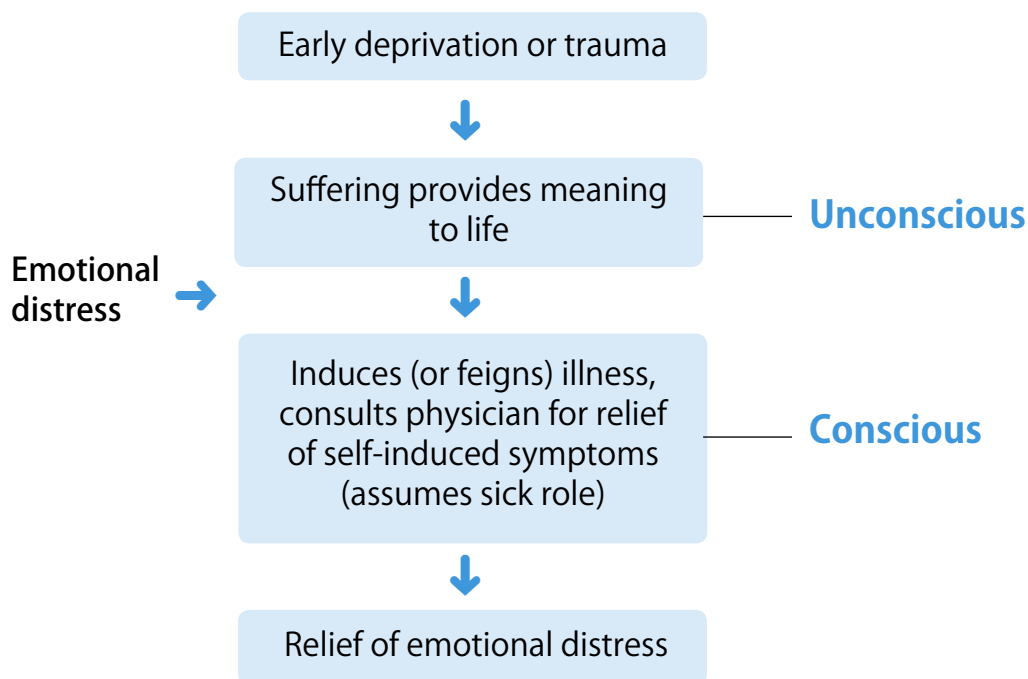 Early deprivation or trauma
Suffering provides meaning
to life
Unconscious
Emotional
distress
Induces (or feigns) illness,
consults physician for relief
of self-induced symptoms
(assumes sick role)
Conscious
Relief of emotional distress